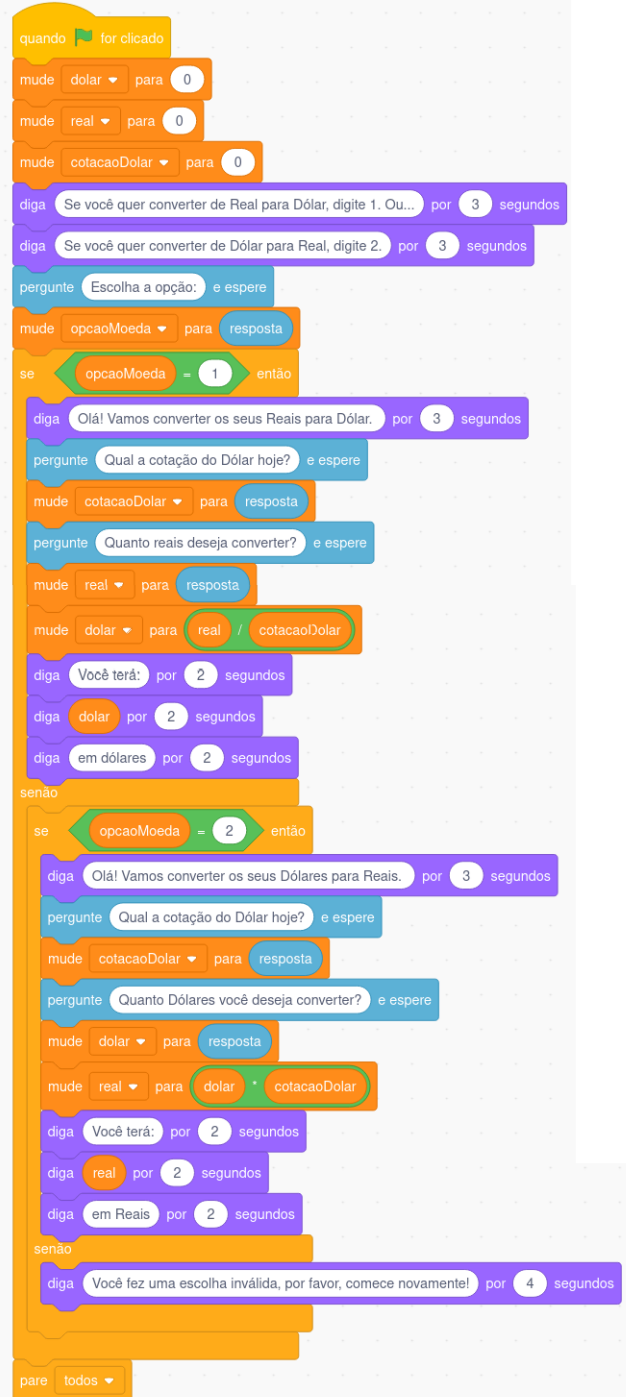 quando for clicado
mude dolar para 0
mude real para 0
mude cotacaoDolar para 0
diga Se você quer converter de Real para Dólar, digite 1. Ou... por 3 segundos
diga Se você quer converter de Dólar para Real, digite 2. por 3 segundos
pergunte Escolha a opção: e espere
mude opcaoMoeda para resposta
se opcaoMoeda = 1 então
diga Olá! Vamos converter os seus Reais para Dólar. por 3 segundos
pergunte Qual a cotação do Dólar hoje? e espere
mude cotacaoDolar para resposta
pergunte Quanto reais deseja converter? e espere
mude real para resposta
mude dolar para real / cotacaoDolar
diga Você terá: por 2 segundos
diga dolar por 2 segundos
diga em dólares por 2 segundos
senão
se opcaoMoeda = 2 então
diga Olá! Vamos converter os seus Dólares para Reais. por 3 segundos
pergunte Qual a cotação do Dólar hoje? e espere
mude cotacaoDolar para resposta
pergunte Quanto Dólares você deseja converter? e espere
mude dolar para resposta
mude real para dolar * cotacaoDolar
diga Você terá: por 2 segundos
diga real por 2 segundos
diga em Reais por 2 segundos
senão
diga Você fez uma escolha inválida, por favor, comece novamente! por 4 segundos
pare todos